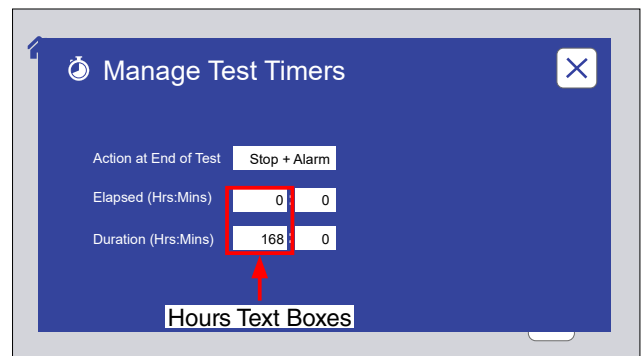 Manage Test Timers
Action at End of Test Stop + Alarm
Elapsed (Hrs:Mins) 0 : 0
Duration (Hrs:Mins) 168 : 0
Hours Text Boxes